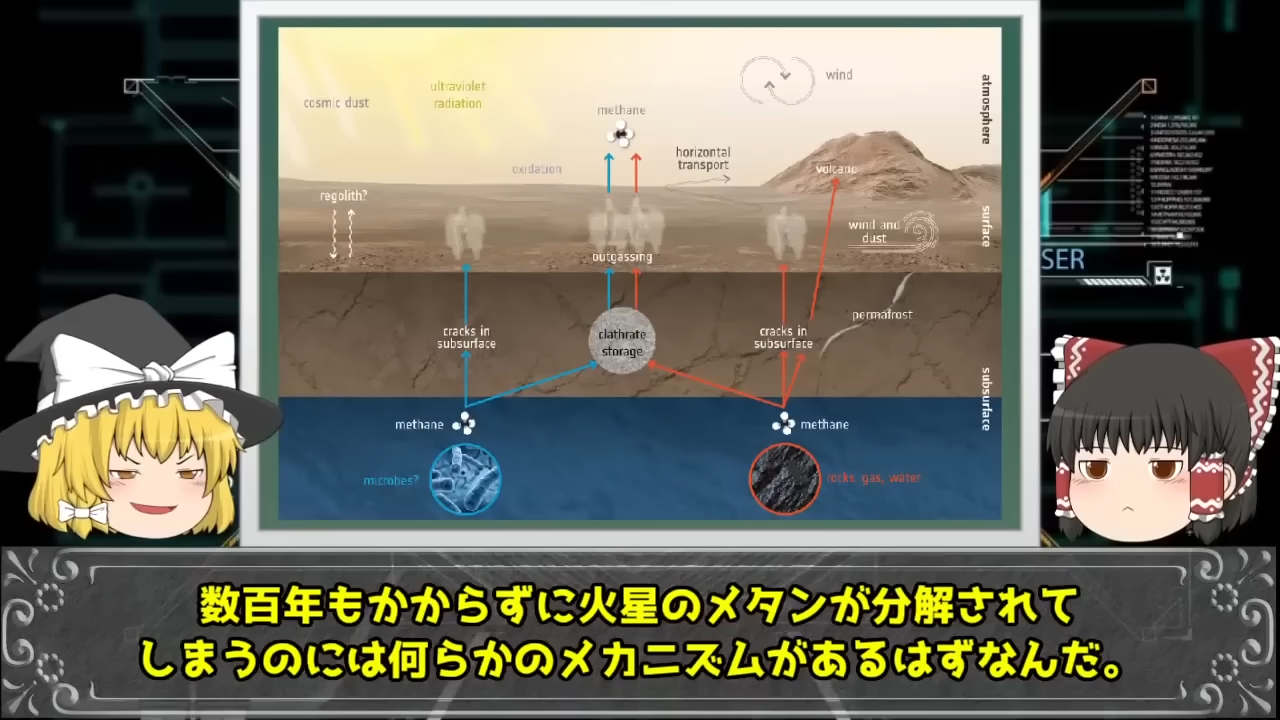 cosmic dust
ultraviolet
radiation
methane
wind
atmosphere
oxidation
horizontal
transport
volcano
regolith?
wind and
dust
surface
outgassing
permafrost
cracks in
subsurface
clathrate
storage
cracks in
subsurface
subsurface
methane
methane
microbes?
rocks, gas, water
SER
数百年もかからずに火星のメタンが分解されて
しまうのには何らかのメカニズムがあるはずなんだ。